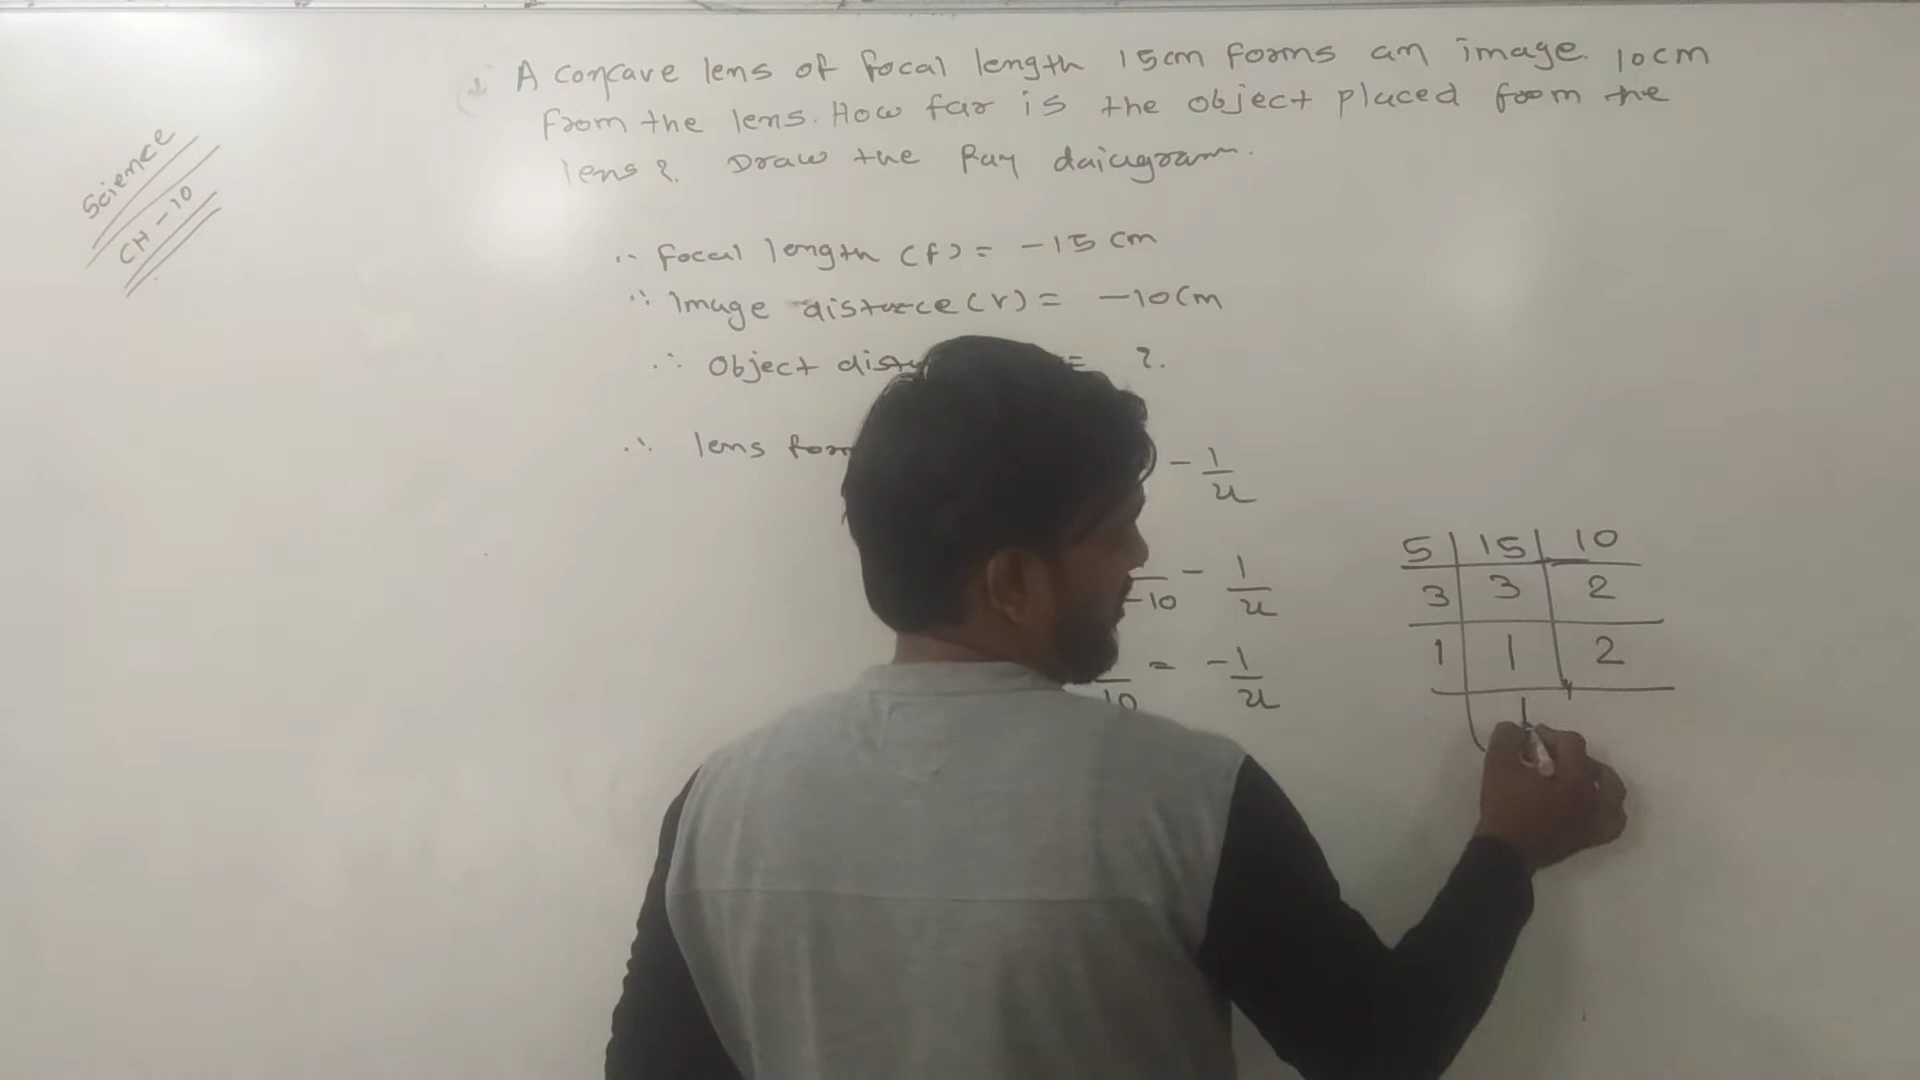 A concave lens of focal length 15cm forms an image. 10cm
from the lens. How far is the object placed from the
lens?. Draw the Ray daiagram.
Science
CH-10
∴ focal length (f) = -15 cm
∵ Image distance (v) = -10cm
∴ Object = ?.
∴ lens - 1/u
-10 - 1/u
10 = -1/u
5 | 15 | 10
3 | 3 | 2
1 | 1 | 2
1